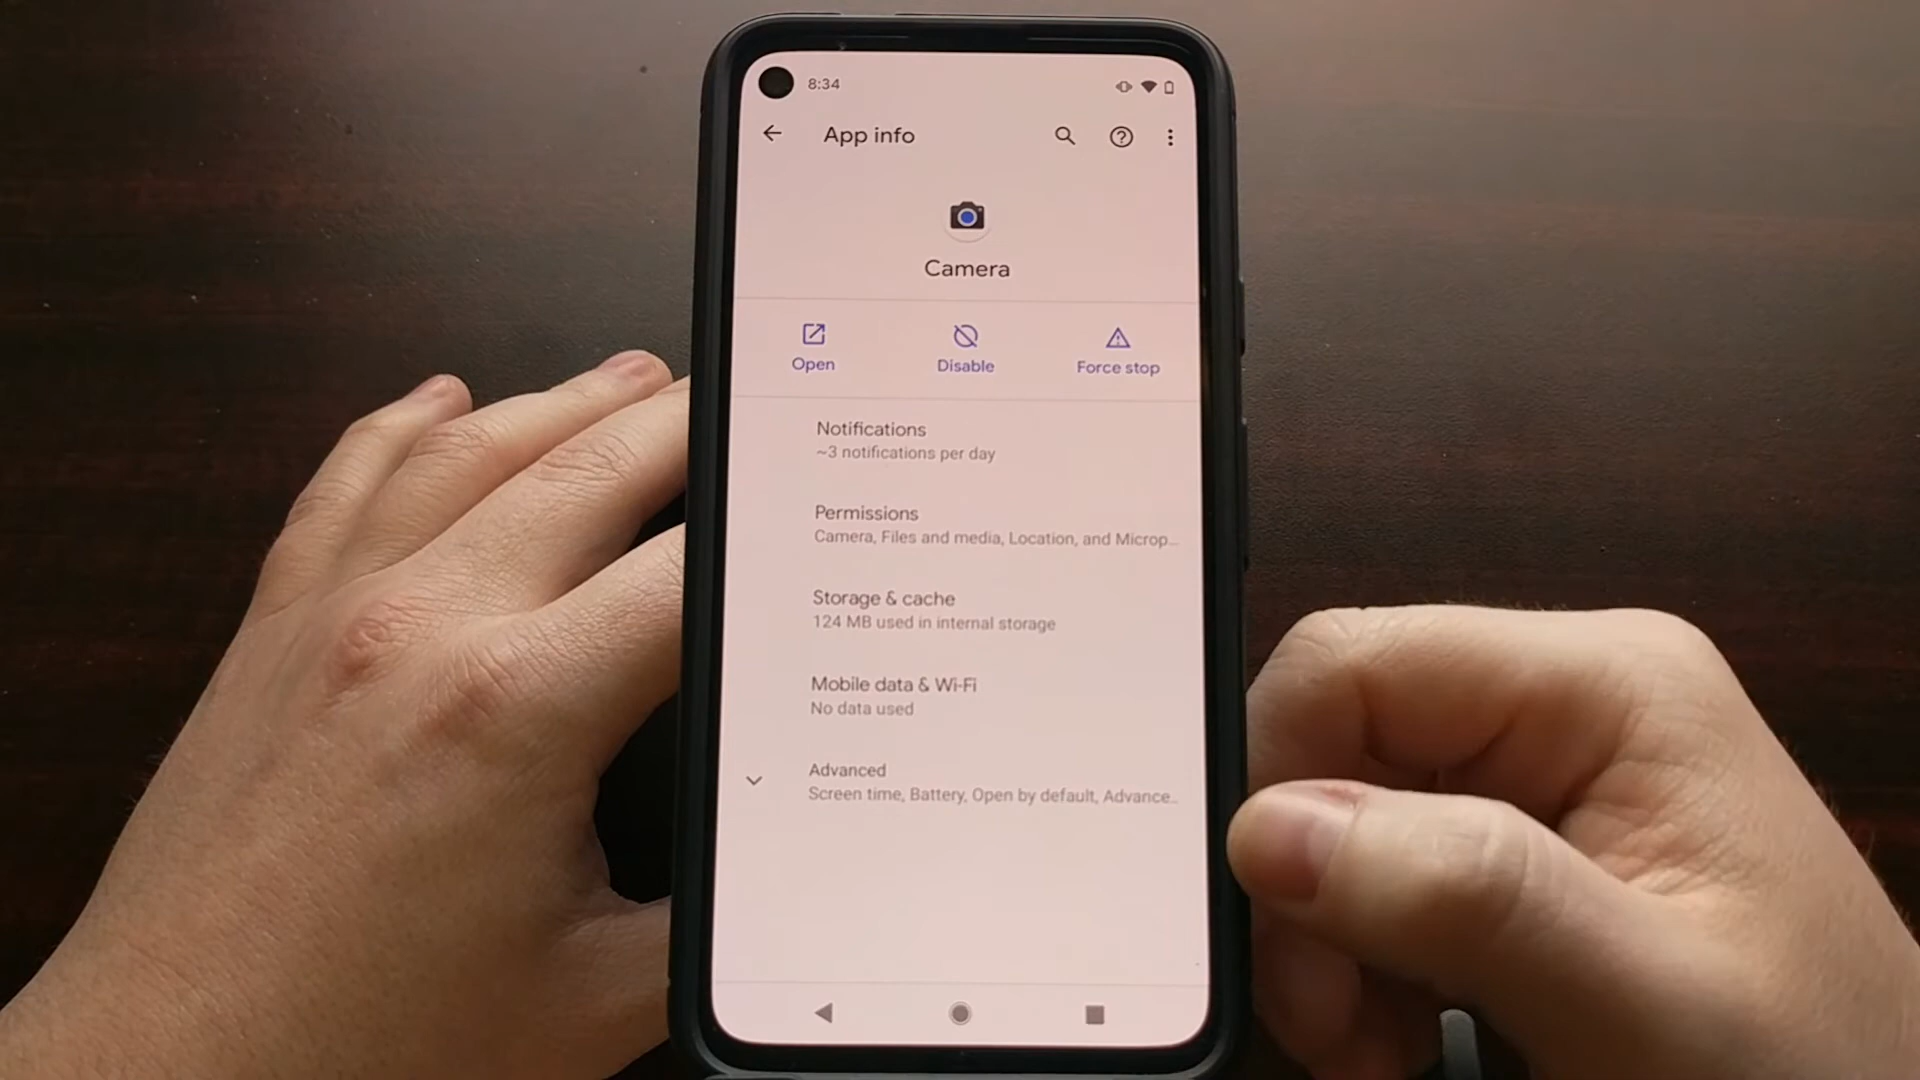 8:34
App info
Camera
Open
Disable
Force stop
Notifications
~3 notifications per day
Permissions
Camera, Files and media, Location, and Microp...
Storage & cache
124 MB used in internal storage
Mobile data & Wi-Fi
No data used
Advanced
Screen time, Battery, Open by default, Advance...